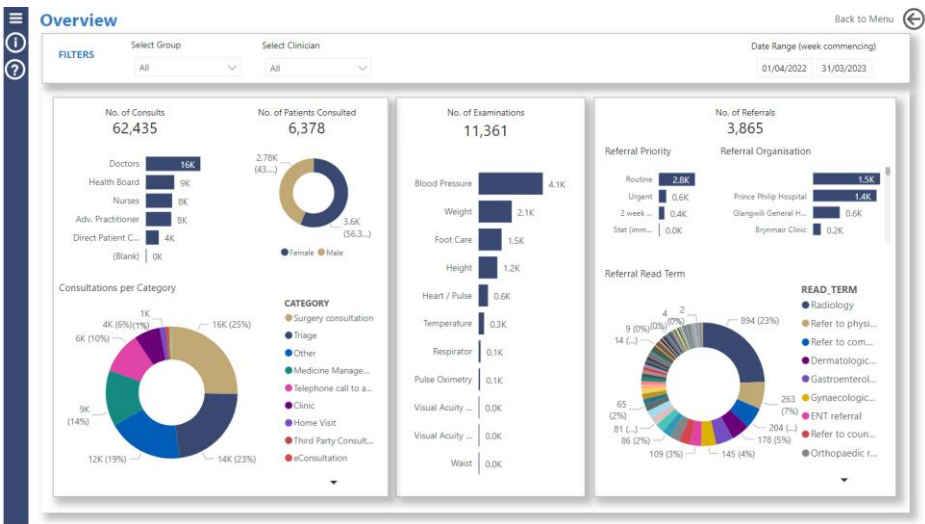 Overview
Back to Menu
FILTERS
Select Group
All
Select Clinician
All
Date Range (week commencing)
01/04/2022
31/03/2023
No. of Consults
62,435
Doctors 16K
Health Board 9K
Nurses 8K
Adv. Practitioner 8K
Direct Patient C... 4K
(Blank) 0K
No. of Patients Consulted
6,378
2.78K
(43....)
3.6K
(56.3...)
Female Male
Consultations per Category
1K
4K (6%)(1%)
6K (10%)
9K
(14%)
12K (19%)
14K (23%)
16K (25%)
CATEGORY
Surgery consultation
Triage
Other
Medicine Manage...
Telephone call to a...
Clinic
Home Visit
Third Party Consult...
eConsultation
No. of Examinations
11,361
Blood Pressure 4.1K
Weight 2.1K
Foot Care 1.5K
Height 1.2K
Heart / Pulse 0.6K
Temperature 0.3K
Respirator 0.1K
Pulse Oximetry 0.1K
Visual Acuity ... 0.0K
Visual Acuity ... 0.0K
Waist 0.0K
No. of Referrals
3,865
Referral Priority
Routine 2.8K
Urgent 0.6K
2 week ... 0.4K
Stat (imm... 0.0K
Referral Organisation
1.5K
Prince Philip Hospital 1.4K
Glangwili General H... 0.6K
Brynmair Clinic 0.2K
Referral Read Term
2
4
9 (0%)(0%)(0%)
14 (...)
65
(2%)
81 (...)
86 (2%)
109 (3%)
145 (4%)
178 (5%)
204 (...)
263
(7%)
894 (23%)
READ_TERM
Radiology
Refer to physi...
Refer to com...
Dermatologic...
Gastroenterol...
Gynaecologic...
ENT referral
Refer to coun...
Orthopaedic r...